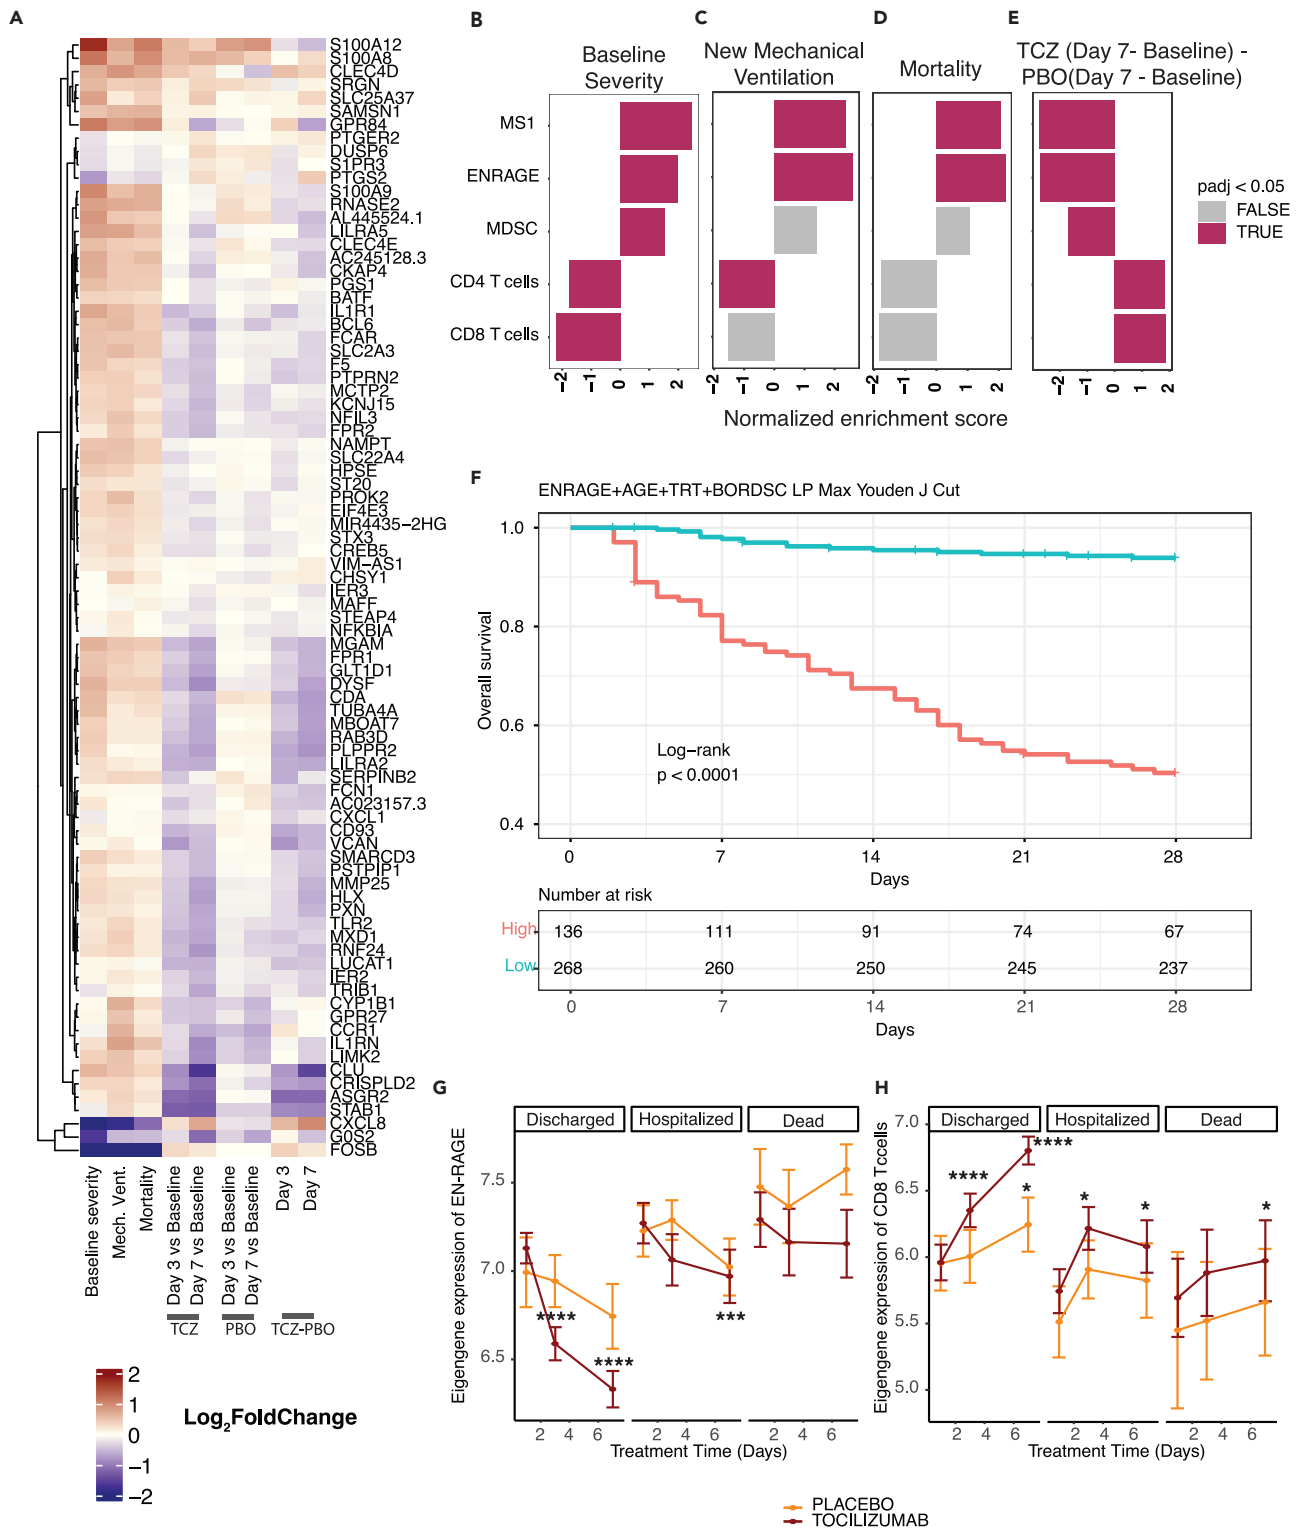 A
S100A12
S100A8
CLEC4D
SRGN
SLC25A37
SAMSN1
GPR84
PTGER2
DUSP6
S1PR3
PTGS2
S100A9
RNASE2
AL445524.1
LILRA5
CLEC4E
AC245128.3
CKAP4
PGS1
BATF
IL1R1
BCL6
FCAR
SLC2A3
F5
PTPRN2
MCTP2
KCNJ15
NFIL3
FPR2
NAMPT
SLC22A4
HPSE
ST20
PROK2
EIF4E3
MIR4435−2HG
STX3
CREB5
VIM−AS1
CHSY1
IER3
MAFF
STEAP4
NFKBIA
MGAM
FPR1
GLT1D1
DYSF
CDA
TUBA4A
MBOAT7
RAB3D
PLPPR2
LILRA2
SERPINB2
FCN1
AC023157.3
CXCL1
CD93
VCAN
SMARCD3
PSTPIP1
MMP25
HLX
PXN
TLR2
MXD1
RNF24
LUCAT1
IER2
TRIB1
CYP1B1
GPR27
CCR1
IL1RN
LIMK2
CLU
CRISPLD2
ASGR2
STAB1
CXCL8
G0S2
FOSB
Baseline severity
Mech. Vent.
Mortality
Day 3 vs Baseline
Day 7 vs Baseline
Day 3 vs Baseline
Day 7 vs Baseline
Day 3
Day 7
TCZ PBO TCZ-PBO
2
1
0
−1
−2
Log2FoldChange
B C D E
Baseline Severity
New Mechanical Ventilation
Mortality
TCZ (Day 7- Baseline) -
PBO(Day 7 - Baseline)
MS1
ENRAGE
MDSC
CD4 T cells
CD8 T cells
−2 −1 0 1 2
−2 −1 0 1 2
−2 −1 0 1 2
−2 −1 0 1 2
Normalized enrichment score
padj < 0.05
FALSE
TRUE
F
ENRAGE+AGE+TRT+BORDSC LP Max Youden J Cut
Overall survival
1.0
0.8
0.6
0.4
Log−rank
p < 0.0001
0 7 14 21 28
Days
Number at risk
High 136 111 91 74 67
Low 268 260 250 245 237
0 7 14 21 28
Days
G
Discharged Hospitalized Dead
Eigengene expression of EN-RAGE
7.5
7.0
6.5
****
****
***
2 4 6 2 4 6 2 4 6
Treatment Time (Days)
H
Discharged Hospitalized Dead
Eigengene expression of CD8 Tccells
7.0
6.5
6.0
5.5
5.0
****
****
*
*
*
*
2 4 6 2 4 6 2 4 6
Treatment Time (Days)
PLACEBO
TOCILIZUMAB